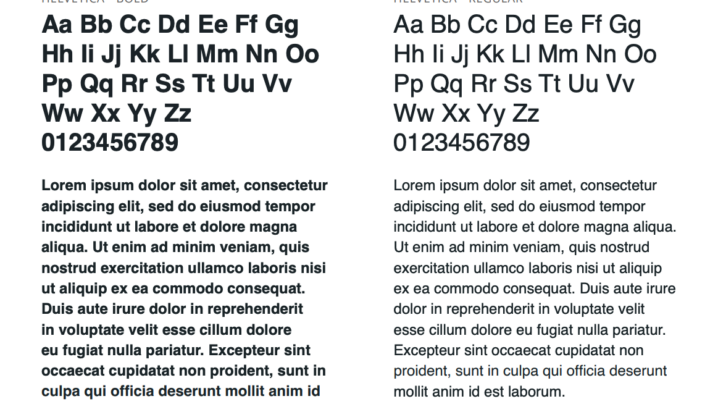 HELVETICA - BOLD
Aa Bb Cc Dd Ee Ff Gg
Hh Ii Jj Kk Ll Mm Nn Oo
Pp Qq Rr Ss Tt Uu Vv
Ww Xx Yy Zz
0123456789
Lorem ipsum dolor sit amet, consectetur
adipiscing elit, sed do eiusmod tempor
incididunt ut labore et dolore magna
aliqua. Ut enim ad minim veniam, quis
nostrud exercitation ullamco laboris nisi
ut aliquip ex ea commodo consequat.
Duis aute irure dolor in reprehenderit
in voluptate velit esse cillum dolore
eu fugiat nulla pariatur. Excepteur sint
occaecat cupidatat non proident, sunt in
culpa qui officia deserunt mollit anim id
HELVETICA - REGULAR
Aa Bb Cc Dd Ee Ff Gg
Hh Ii Jj Kk Ll Mm Nn Oo
Pp Qq Rr Ss Tt Uu Vv
Ww Xx Yy Zz
0123456789
Lorem ipsum dolor sit amet, consectetur
adipiscing elit, sed do eiusmod tempor
incididunt ut labore et dolore magna aliqua.
Ut enim ad minim veniam, quis nostrud
exercitation ullamco laboris nisi ut aliquip
ex ea commodo consequat. Duis aute irure
dolor in reprehenderit in voluptate velit
esse cillum dolore eu fugiat nulla pariatur.
Excepteur sint occaecat cupidatat non
proident, sunt in culpa qui officia deserunt
mollit anim id est laborum.